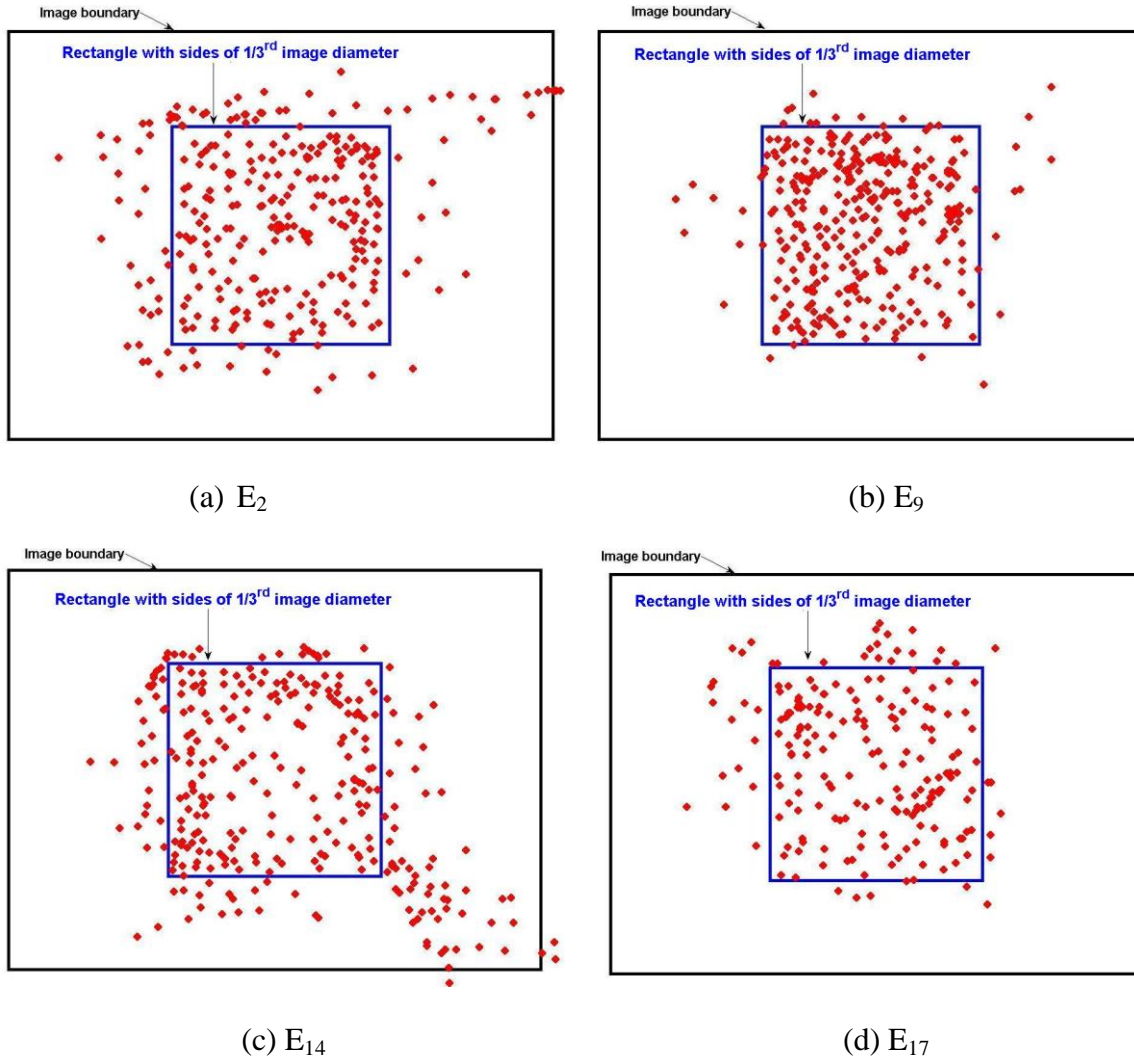 Image boundary
Rectangle with sides of 1/3rd image diameter
Image boundary
Rectangle with sides of 1/3rd image diameter
(a) E2
(b) E9
Image boundary
Rectangle with sides of 1/3rd image diameter
Image boundary
Rectangle with sides of 1/3rd image diameter
(c) E14
(d) E17